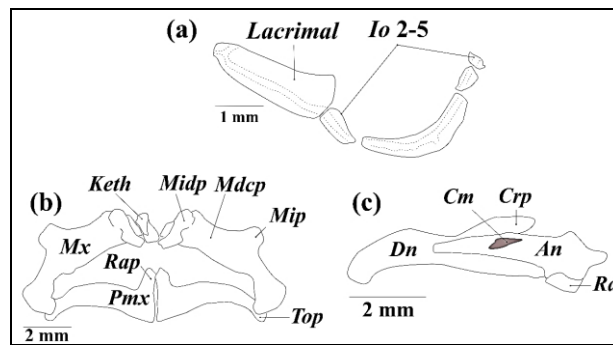 (a)
Lacrimal
Io 2-5
1 mm
(b)
Keth
Midp
Mdcp
Mip
Mx
Rap
Pmx
Top
2 mm
(c)
Cm
Crp
Dn
An
2 mm